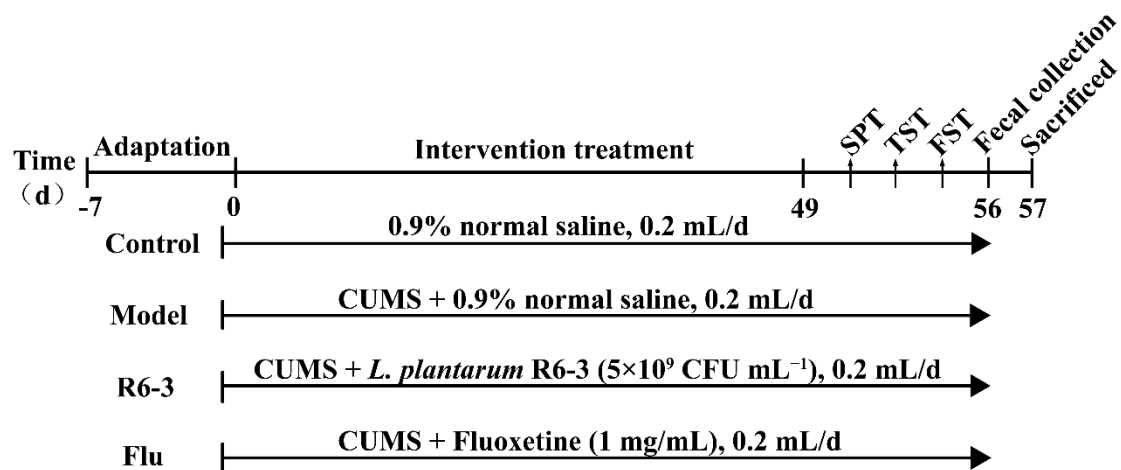 SPT
TST
FST
Fecal collection
Sacrificed
Time
（d）
Adaptation
Intervention treatment
-7
0
49
56
57
Control
0.9% normal saline, 0.2 mL/d
Model
CUMS + 0.9% normal saline, 0.2 mL/d
R6-3
CUMS + L. plantarum R6-3 (5×10⁹ CFU mL⁻¹), 0.2 mL/d
Flu
CUMS + Fluoxetine (1 mg/mL), 0.2 mL/d